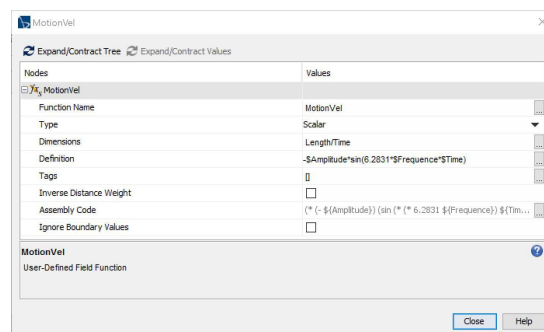 MotionVel
Expand/Contract Tree Expand/Contract Values
Nodes Values
MotionVel
Function Name MotionVel ...
Type Scalar
Dimensions Length/Time ...
Definition -$Amplitude*sin(6.2831*$Frequence*$Time) ...
Tags [] ...
Inverse Distance Weight
Assembly Code (* (- ${Amplitude}) (sin (* (* 6.2831 ${Frequence}) ${Tim... ...
Ignore Boundary Values
MotionVel
User-Defined Field Function
Close Help